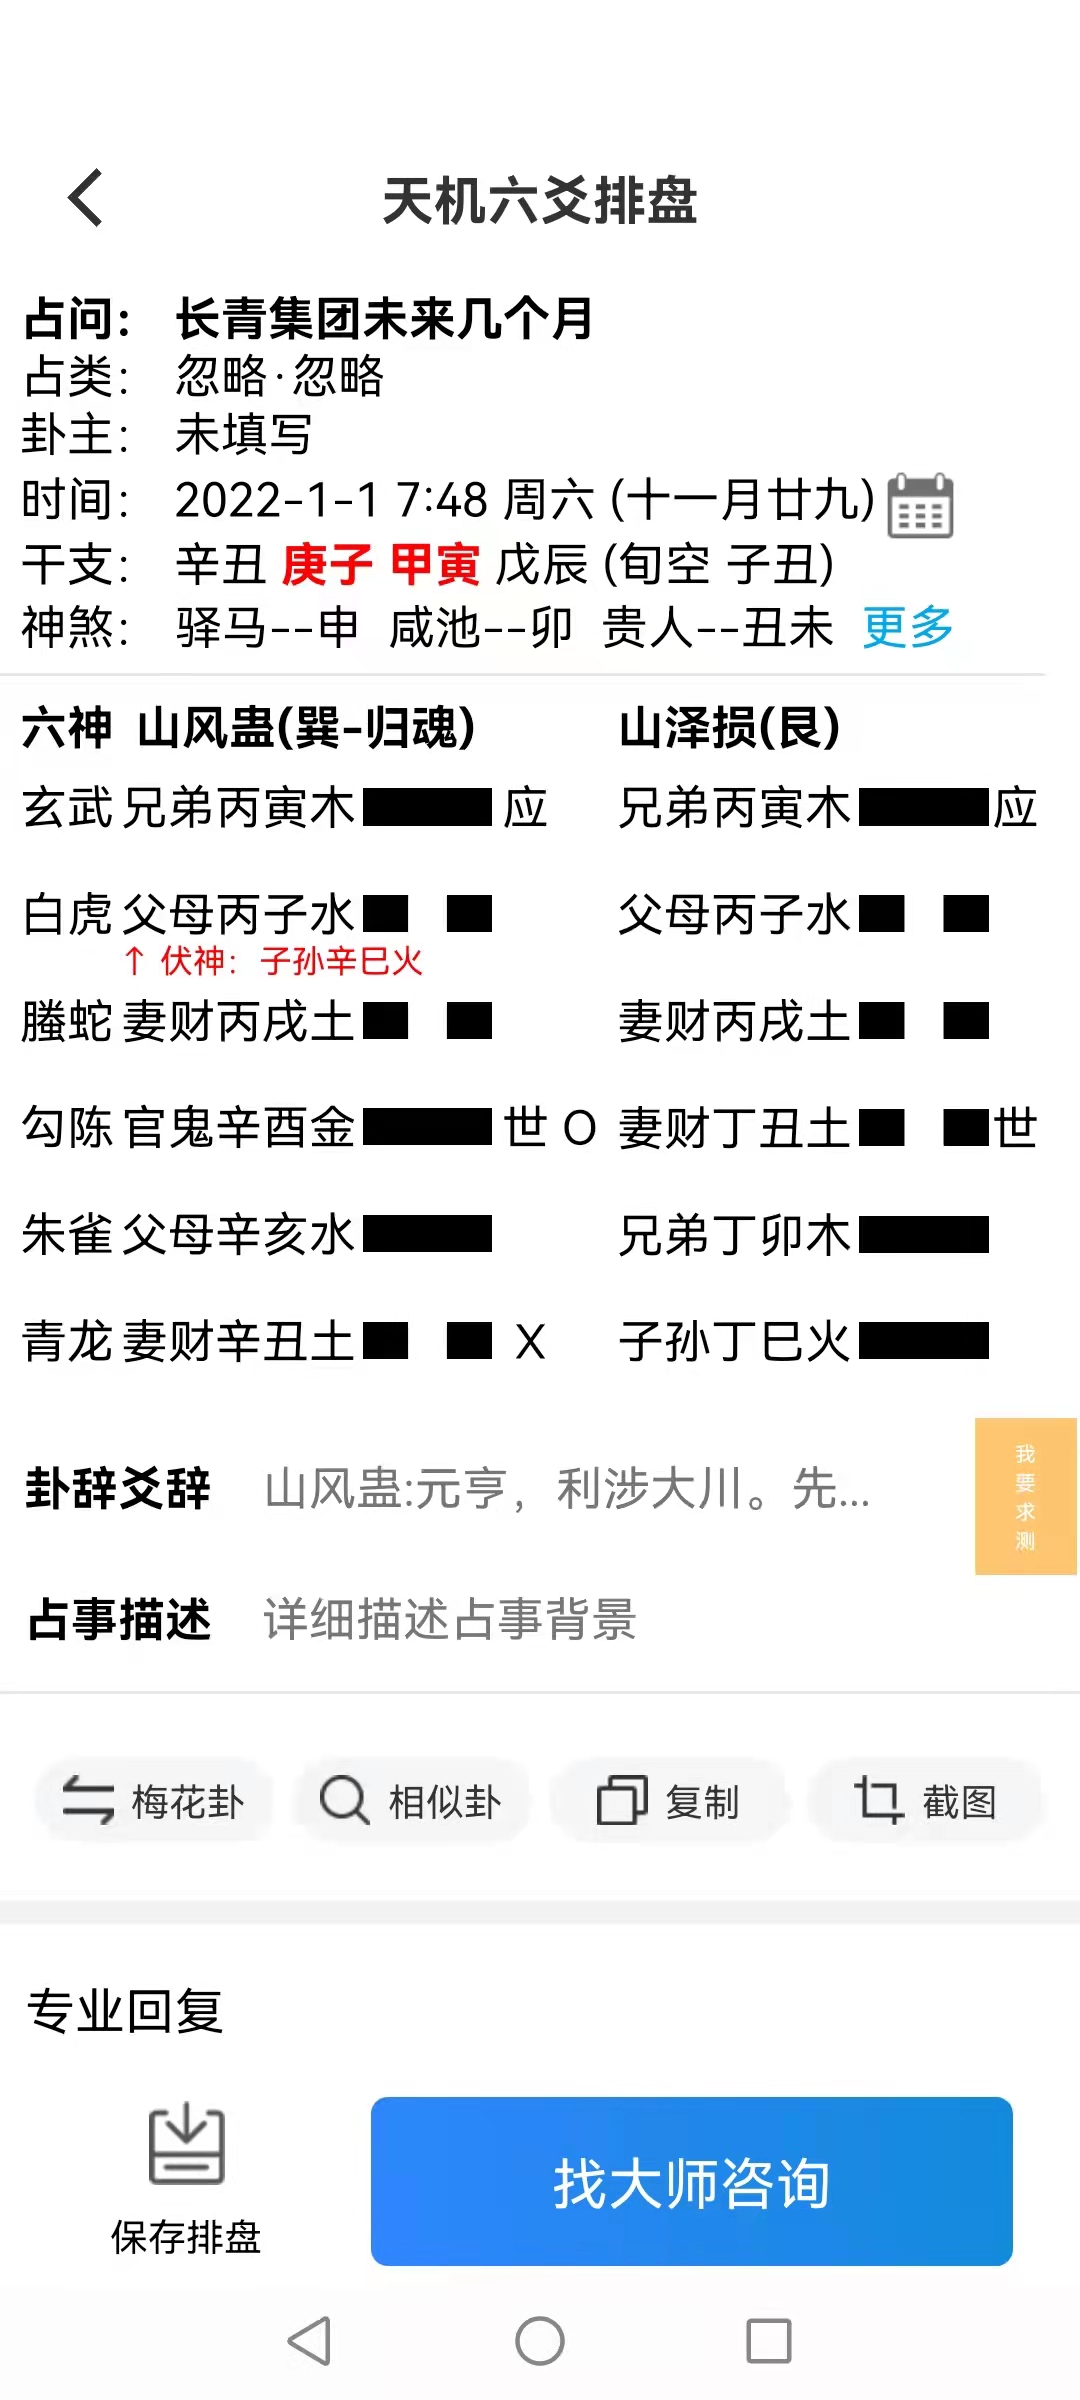 天机六爻排盘
占问： 长青集团未来几个月
占类： 忽略·忽略
卦主： 未填写
时间： 2022-1-1 7:48 周六 (十一月廿九)
干支： 辛丑 庚子 甲寅 戊辰 (旬空 子丑)
神煞： 驿马--申 咸池--卯 贵人--丑未 更多
六神 山风蛊(巽-归魂) 山泽损(艮)
玄武 兄弟丙寅木 应 兄弟丙寅木 应
白虎 父母丙子水 父母丙子水
↑ 伏神：子孙辛巳火
螣蛇 妻财丙戌土 妻财丙戌土
勾陈 官鬼辛酉金 世 O 妻财丁丑土 世
朱雀 父母辛亥水 兄弟丁卯木
青龙 妻财辛丑土 X 子孙丁巳火
卦辞爻辞 山风蛊:元亨，利涉大川。先...
我要求测
占事描述 详细描述占事背景
梅花卦 相似卦 复制 截图
专业回复
保存排盘
找大师咨询